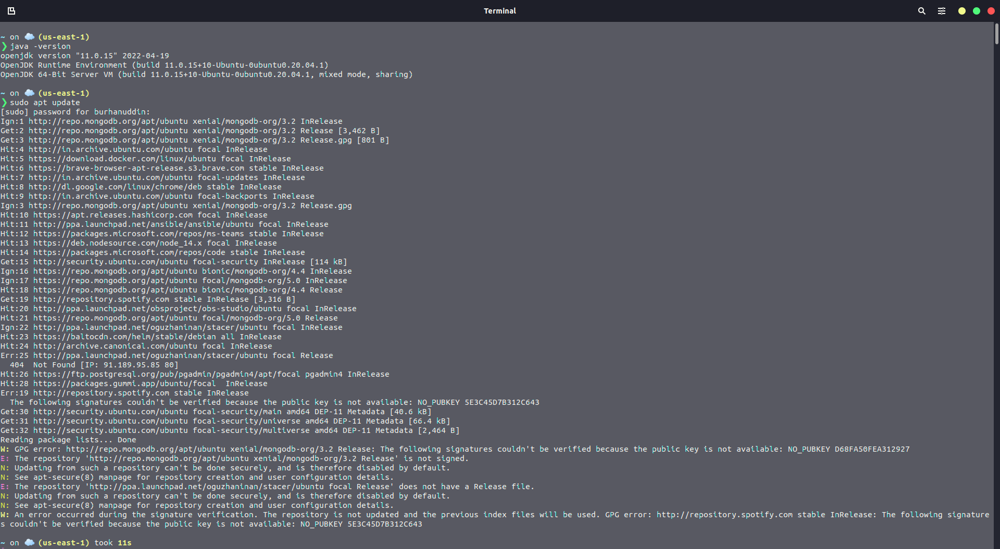 Terminal
~ on ☁️ (us-east-1)
❯ java -version
openjdk version "11.0.15" 2022-04-19
OpenJDK Runtime Environment (build 11.0.15+10-Ubuntu-0ubuntu0.20.04.1)
OpenJDK 64-Bit Server VM (build 11.0.15+10-Ubuntu-0ubuntu0.20.04.1, mixed mode, sharing)
~ on ☁️ (us-east-1)
❯ sudo apt update
[sudo] password for burhanuddin:
Ign:1 http://repo.mongodb.org/apt/ubuntu xenial/mongodb-org/3.2 InRelease
Get:2 http://repo.mongodb.org/apt/ubuntu xenial/mongodb-org/3.2 Release [3,462 B]
Get:3 http://repo.mongodb.org/apt/ubuntu xenial/mongodb-org/3.2 Release.gpg [801 B]
Hit:4 http://in.archive.ubuntu.com/ubuntu focal InRelease
Hit:5 https://download.docker.com/linux/ubuntu focal InRelease
Hit:6 https://brave-browser-apt-release.s3.brave.com stable InRelease
Hit:7 http://in.archive.ubuntu.com/ubuntu focal-updates InRelease
Hit:8 http://dl.google.com/linux/chrome/deb stable InRelease
Hit:9 http://in.archive.ubuntu.com/ubuntu focal-backports InRelease
Ign:3 http://repo.mongodb.org/apt/ubuntu xenial/mongodb-org/3.2 Release.gpg
Hit:10 https://apt.releases.hashicorp.com focal InRelease
Hit:11 http://ppa.launchpad.net/ansible/ansible/ubuntu focal InRelease
Hit:12 https://packages.microsoft.com/repos/ms-teams stable InRelease
Hit:13 https://deb.nodesource.com/node_14.x focal InRelease
Hit:14 https://packages.microsoft.com/repos/code stable InRelease
Get:15 http://security.ubuntu.com/ubuntu focal-security InRelease [114 kB]
Ign:16 https://repo.mongodb.org/apt/ubuntu bionic/mongodb-org/4.4 InRelease
Ign:17 https://repo.mongodb.org/apt/ubuntu focal/mongodb-org/5.0 InRelease
Hit:18 https://repo.mongodb.org/apt/ubuntu bionic/mongodb-org/4.4 Release
Get:19 http://repository.spotify.com stable InRelease [3,316 B]
Hit:20 http://ppa.launchpad.net/obsproject/obs-studio/ubuntu focal InRelease
Hit:21 https://repo.mongodb.org/apt/ubuntu focal/mongodb-org/5.0 Release
Ign:22 http://ppa.launchpad.net/oguzhaninan/stacer/ubuntu focal InRelease
Hit:23 https://baltocdn.com/helm/stable/debian all InRelease
Hit:24 http://archive.canonical.com/ubuntu focal InRelease
Err:25 http://ppa.launchpad.net/oguzhaninan/stacer/ubuntu focal Release
  404  Not Found [IP: 91.189.95.85 80]
Hit:26 https://ftp.postgresql.org/pub/pgadmin/pgadmin4/apt/focal pgadmin4 InRelease
Hit:28 https://packages.gummi.app/ubuntu/focal  InRelease
Err:19 http://repository.spotify.com stable InRelease
  The following signatures couldn't be verified because the public key is not available: NO_PUBKEY 5E3C45D7B312C643
Get:30 http://security.ubuntu.com/ubuntu focal-security/main amd64 DEP-11 Metadata [40.6 kB]
Get:31 http://security.ubuntu.com/ubuntu focal-security/universe amd64 DEP-11 Metadata [66.4 kB]
Get:32 http://security.ubuntu.com/ubuntu focal-security/multiverse amd64 DEP-11 Metadata [2,464 B]
Reading package lists... Done
W: GPG error: http://repo.mongodb.org/apt/ubuntu xenial/mongodb-org/3.2 Release: The following signatures couldn't be verified because the public key is not available: NO_PUBKEY D68FA50FEA312927
E: The repository 'http://repo.mongodb.org/apt/ubuntu xenial/mongodb-org/3.2 Release' is not signed.
N: Updating from such a repository can't be done securely, and is therefore disabled by default.
N: See apt-secure(8) manpage for repository creation and user configuration details.
E: The repository 'http://ppa.launchpad.net/oguzhaninan/stacer/ubuntu focal Release' does not have a Release file.
N: Updating from such a repository can't be done securely, and is therefore disabled by default.
N: See apt-secure(8) manpage for repository creation and user configuration details.
W: An error occurred during the signature verification. The repository is not updated and the previous index files will be used. GPG error: http://repository.spotify.com stable InRelease: The following signature
s couldn't be verified because the public key is not available: NO_PUBKEY 5E3C45D7B312C643
~ on ☁️ (us-east-1) took 11s